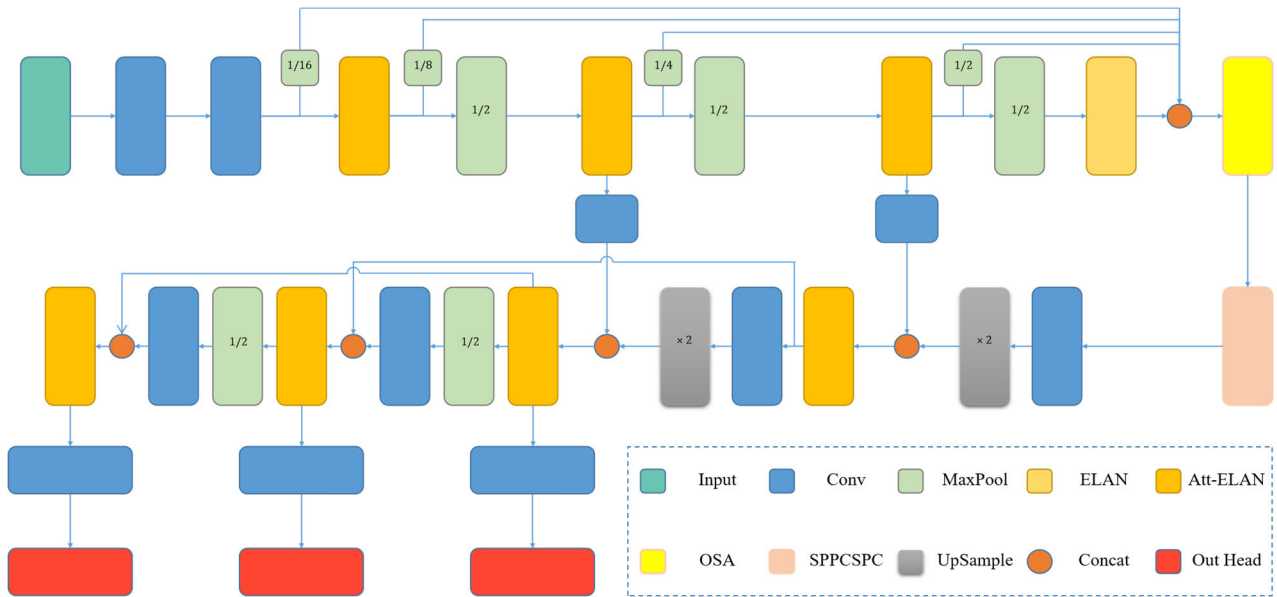 1/16
1/8
1/4
1/2
1/2
1/2
1/2
1/2
1/2
× 2
× 2
Input
Conv
MaxPool
ELAN
Att-ELAN
OSA
SPPCSPC
UpSample
Concat
Out Head